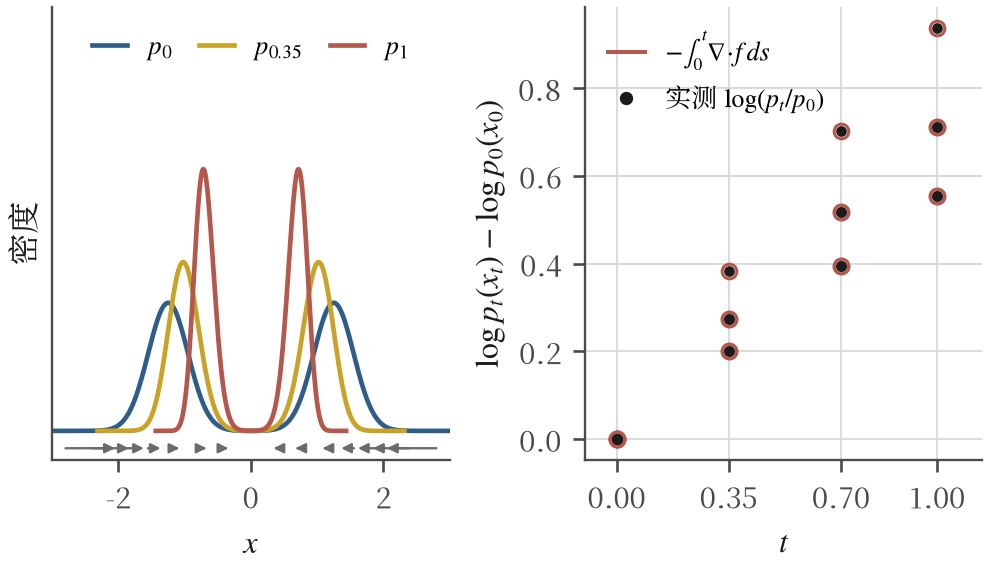 p₀ p₀.₃₅ p₁
密度
-2 0 2
x
−∫₀ᵗ∇·f ds
实测 log(pₜ/p₀)
log pₜ(xₜ) − log p₀(x₀)
0.8
0.6
0.4
0.2
0.0
0.00 0.35 0.70 1.00
t